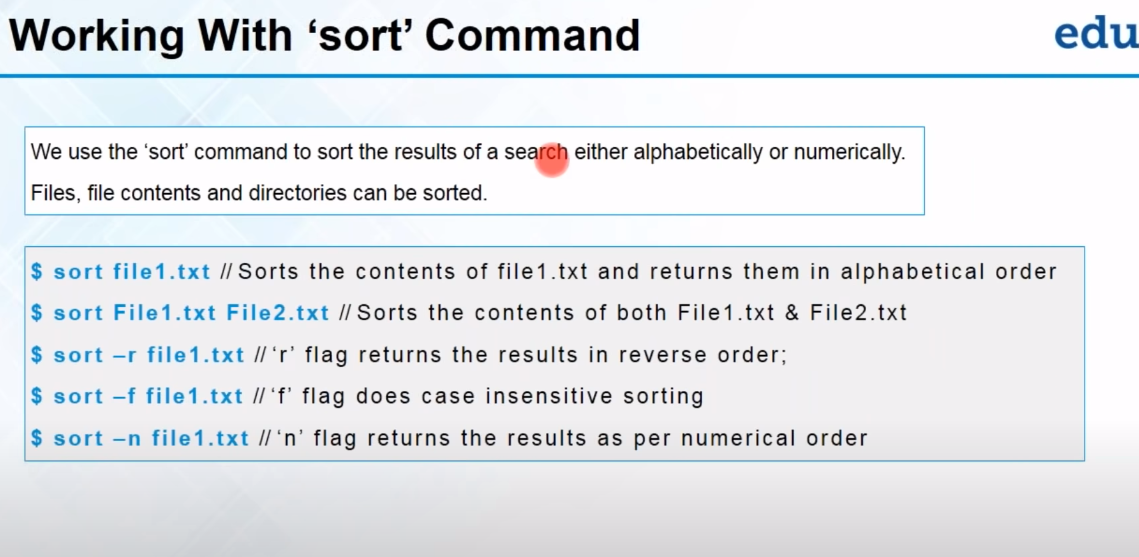 Working With ‘sort’ Command
edu
We use the ‘sort’ command to sort the results of a search either alphabetically or numerically.
Files, file contents and directories can be sorted.
$ sort file1.txt // Sorts the contents of file1.txt and returns them in alphabetical order
$ sort File1.txt File2.txt // Sorts the contents of both File1.txt & File2.txt
$ sort –r file1.txt // ‘r’ flag returns the results in reverse order;
$ sort –f file1.txt // ‘f’ flag does case insensitive sorting
$ sort –n file1.txt // ‘n’ flag returns the results as per numerical order